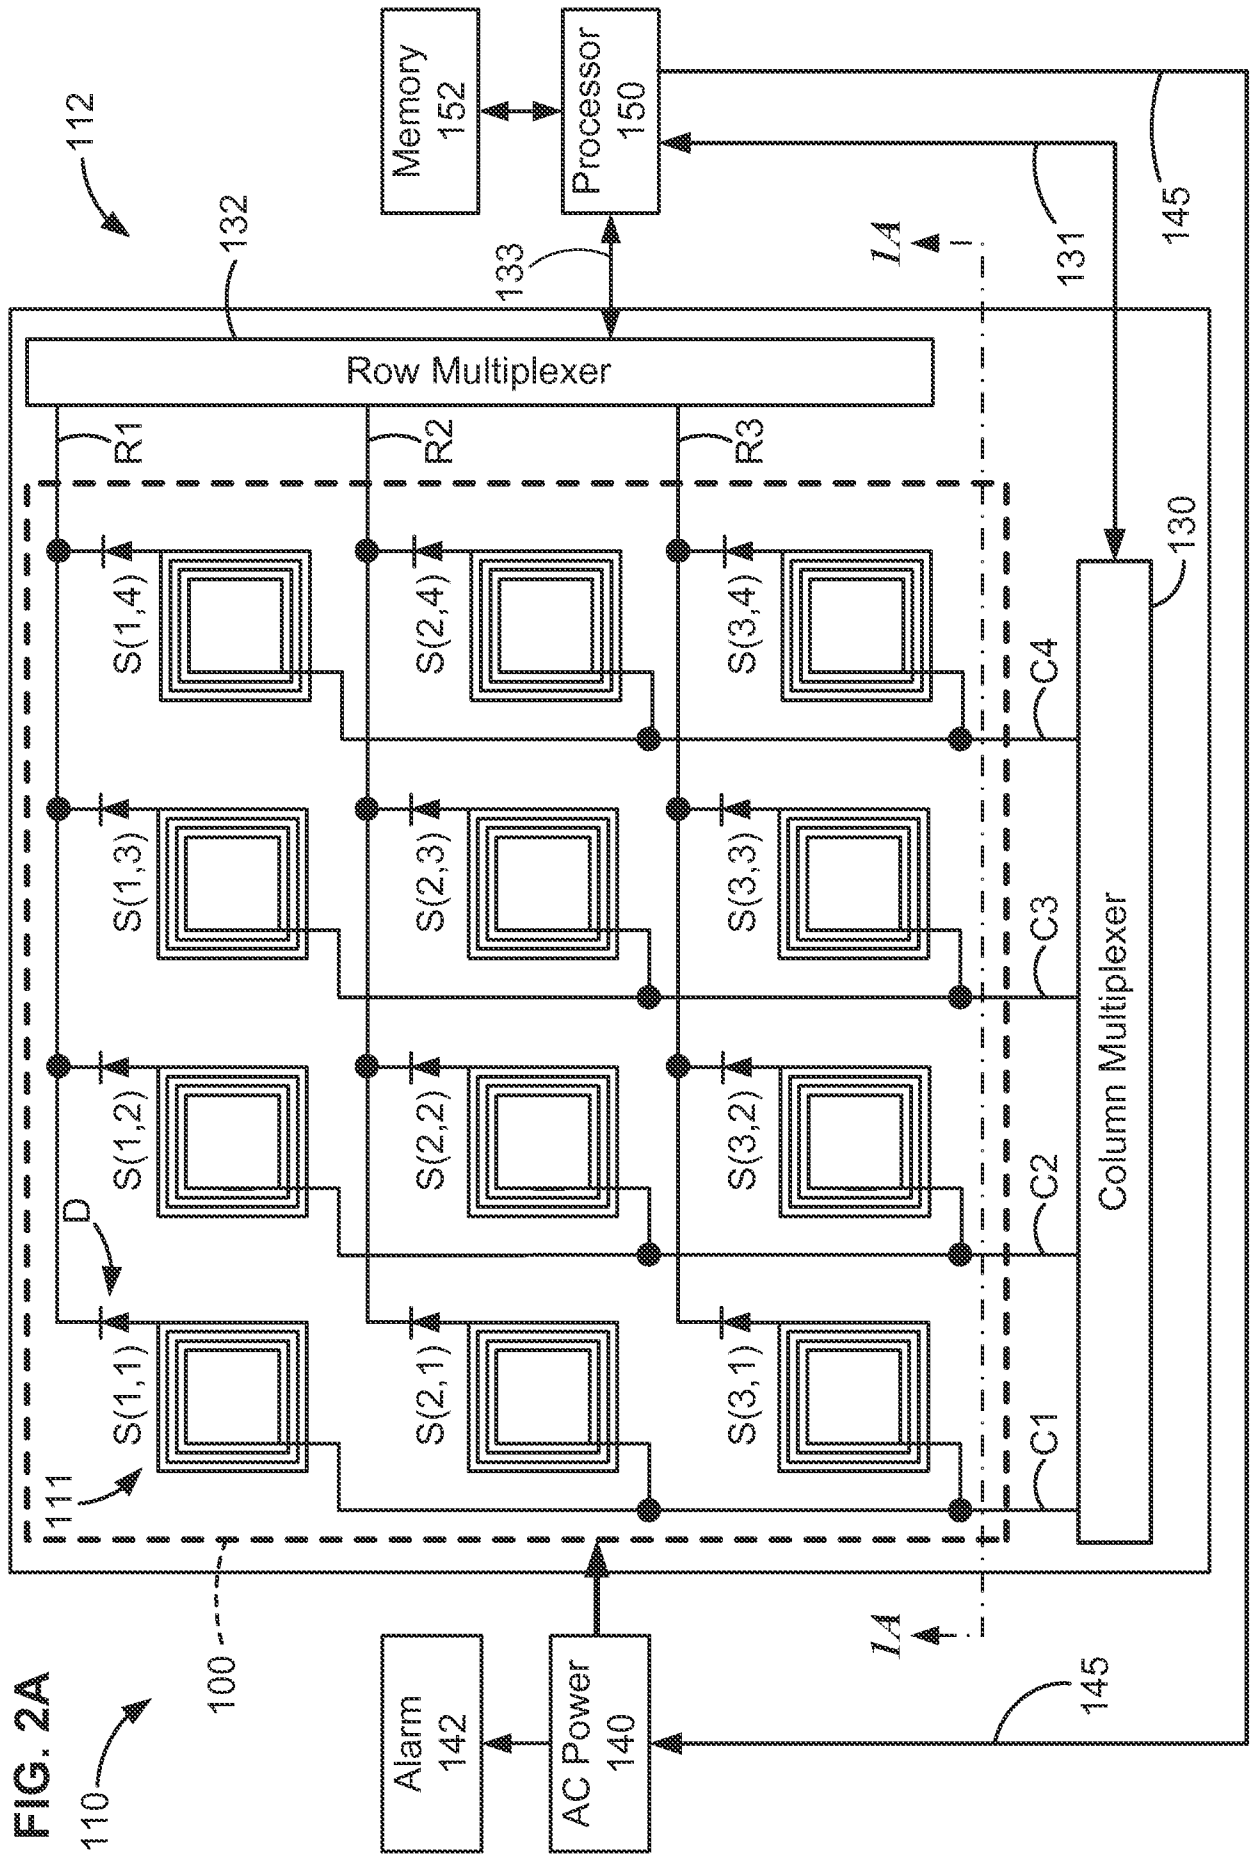 FIG. 2A
110
100
111
D
112
132
Memory
152
Processor
150
133
131
145
1A
Row Multiplexer
R1
R2
R3
S(1,1)
S(1,2)
S(1,3)
S(1,4)
S(2,1)
S(2,2)
S(2,3)
S(2,4)
S(3,1)
S(3,2)
S(3,3)
S(3,4)
C1
C2
C3
C4
Column Multiplexer
130
Alarm
142
AC Power
140
1A
145